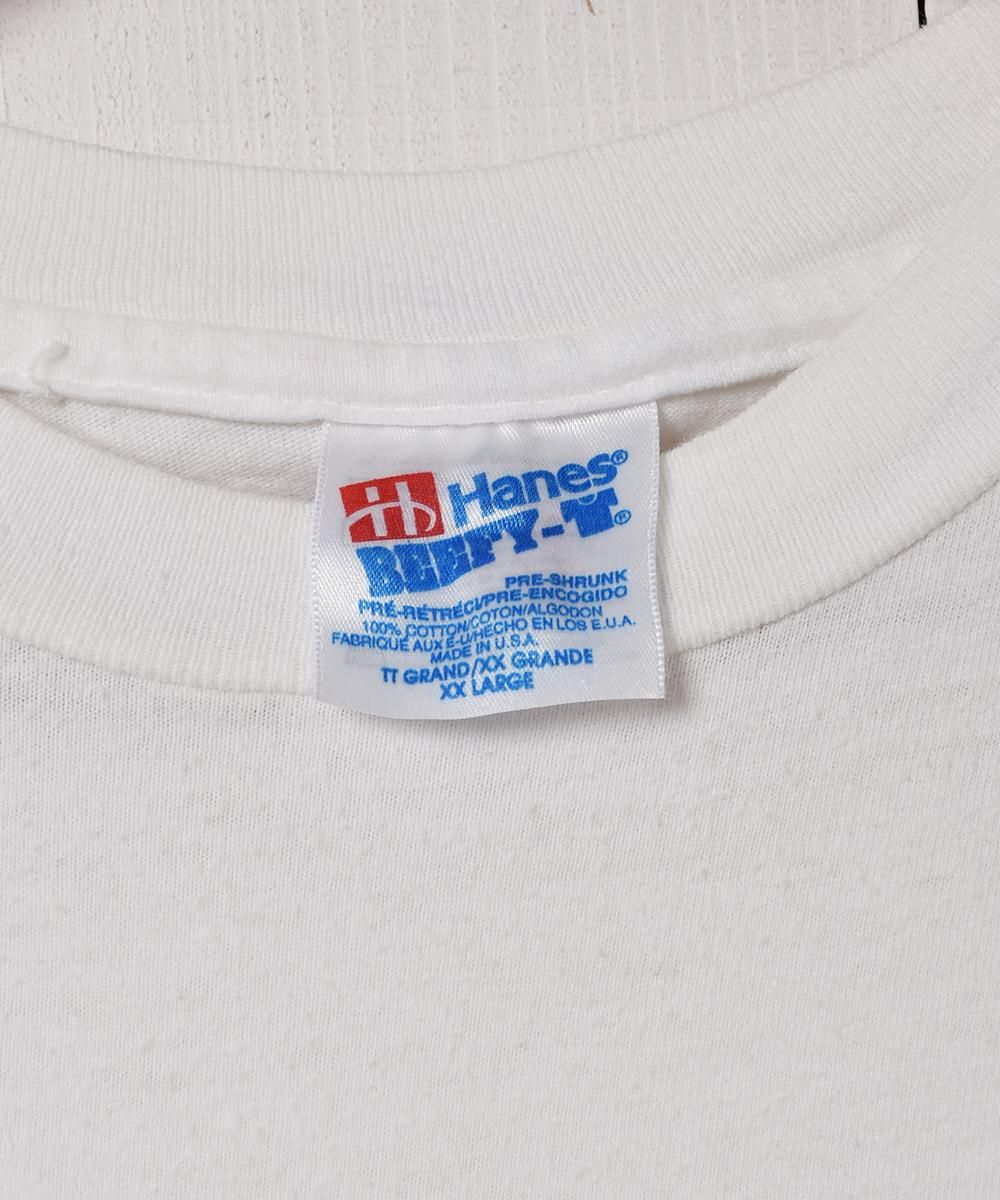 H Hanes®
BEEFY-T®
PRE-SHRUNK
PRÉ-RÉTRÉCI/PRE-ENCOGIDO
100% COTTON/COTON/ALGODON
FABRIQUÉ AUX É-U/HECHO EN LOS E.U.A.
MADE IN U.S.A.
TT GRAND/XX GRANDE
XX LARGE